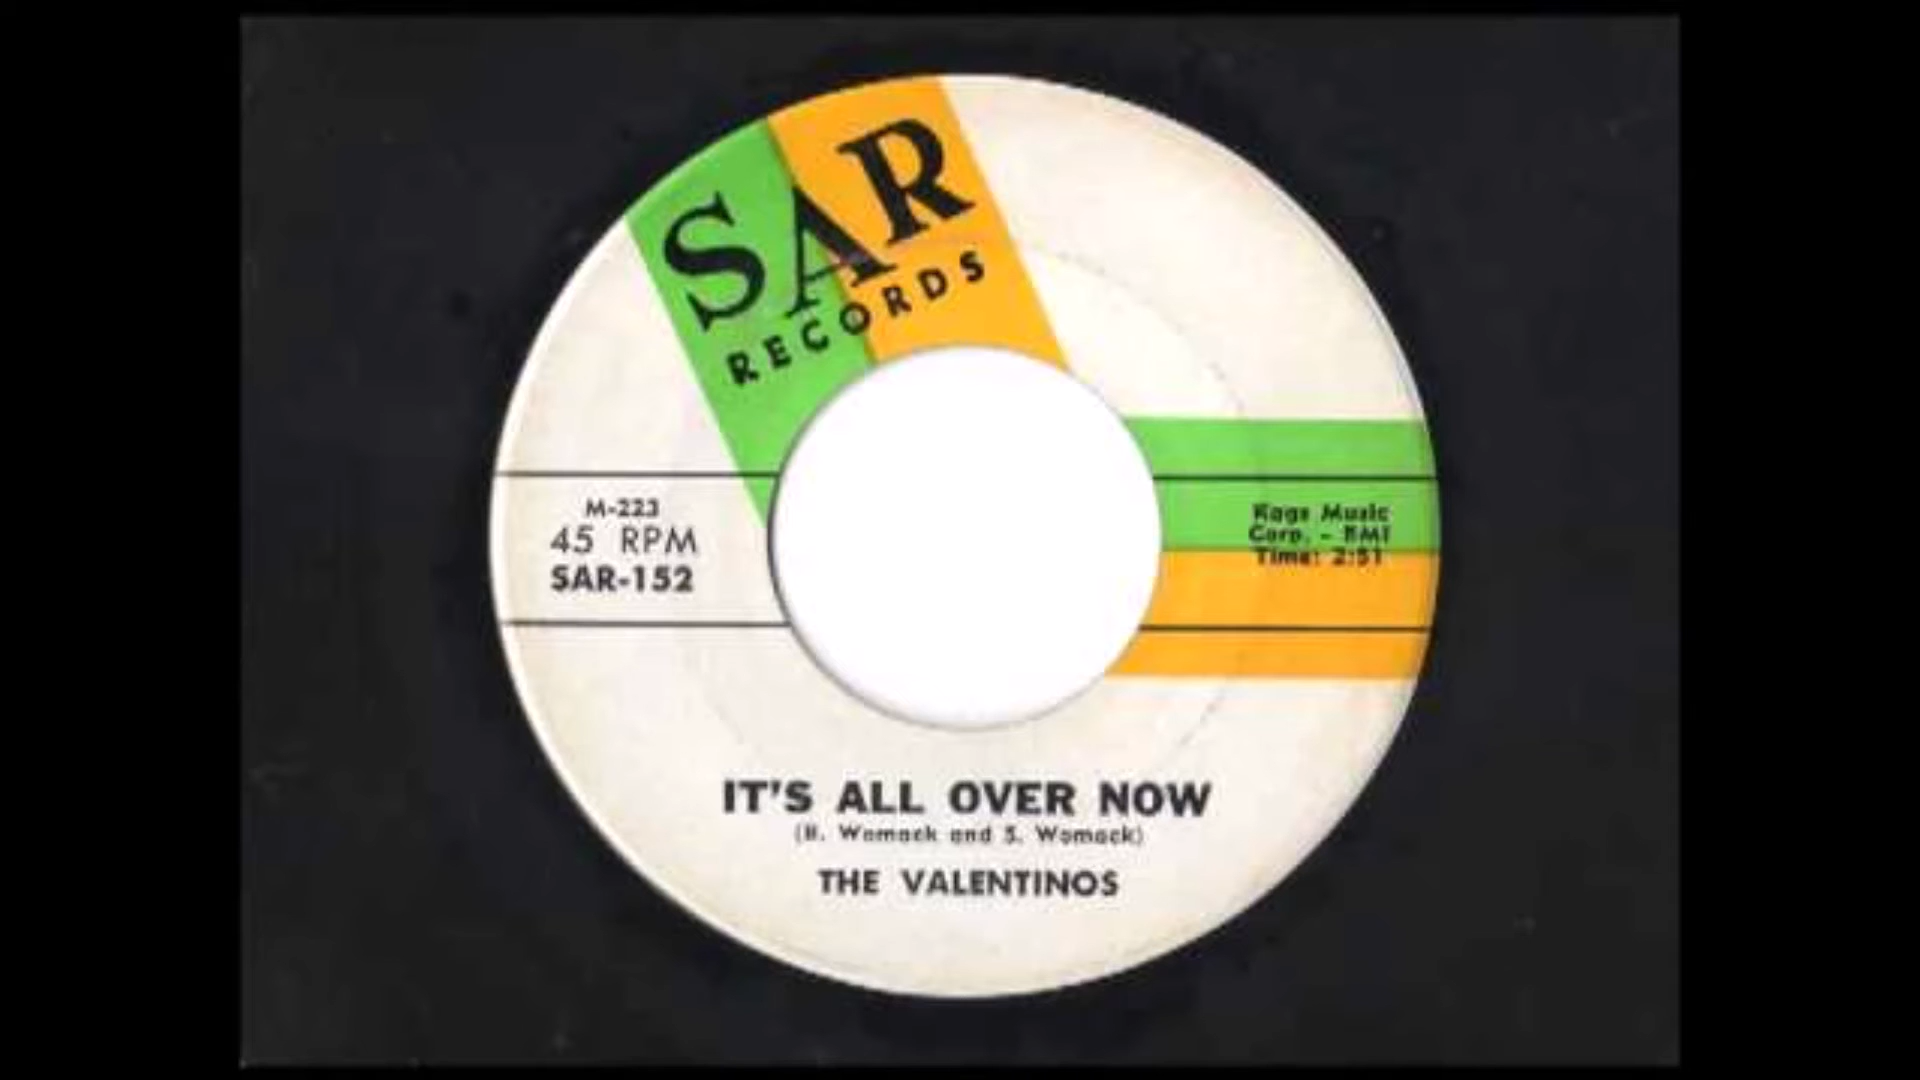 SAR
RECORDS
M-223
45 RPM
SAR-152
Kags Music
Corp. - BMI
Time: 2:51
IT'S ALL OVER NOW
(B. Womack and S. Womack)
THE VALENTINOS